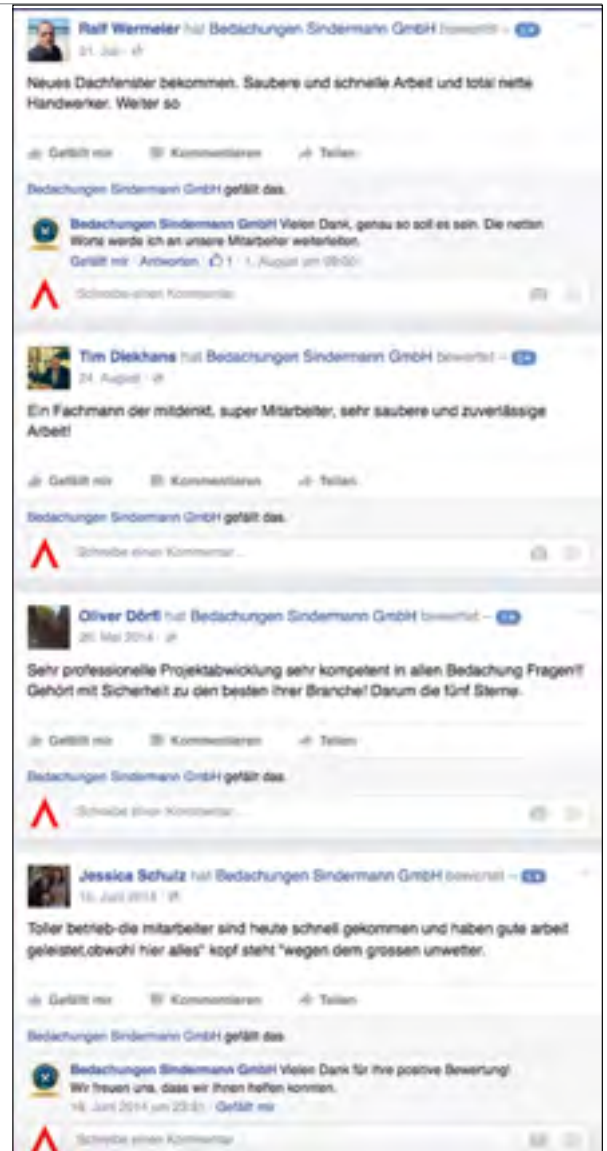 Ralf Wermeier hat Bedachungen Sindermann GmbH bewertet – 5★
31. Juli
Neues Dachfenster bekommen. Saubere und schnelle Arbeit und total nette
Handwerker. Weiter so
Gefällt mir Kommentieren Teilen
Bedachungen Sindermann GmbH gefällt das.
Bedachungen Sindermann GmbH Vielen Dank, genau so soll es sein. Die netten
Worte werde ich an unsere Mitarbeiter weiterleiten.
Gefällt mir · Antworten · 1 · 1. August um 09:00
Schreibe einen Kommentar...
Tim Diekhans hat Bedachungen Sindermann GmbH bewertet – 5★
24. August
Ein Fachmann der mitdenkt, super Mitarbeiter, sehr saubere und zuverlässige
Arbeit!
Gefällt mir Kommentieren Teilen
Bedachungen Sindermann GmbH gefällt das.
Schreibe einen Kommentar...
Oliver Dörfl hat Bedachungen Sindermann GmbH bewertet – 5★
Mai 2014
Sehr professionelle Projektabwicklung sehr kompetent in allen Bedachung Fragen!!
Gehört mit Sicherheit zu den besten ihrer Branche! Darum die fünf Sterne.
Gefällt mir Kommentieren Teilen
Bedachungen Sindermann GmbH gefällt das.
Schreibe einen Kommentar...
Jessica Schulz hat Bedachungen Sindermann GmbH bewertet – 5★
Juni 2014
Toller betrieb-die mitarbeiter sind heute schnell gekommen und haben gute arbeit
geleistet,obwohl hier alles" kopf steht "wegen dem grossen unwetter.
Gefällt mir Kommentieren Teilen
Bedachungen Sindermann GmbH gefällt das.
Bedachungen Sindermann GmbH Vielen Dank für Ihre positive Bewertung!
Wir freuen uns, dass wir Ihnen helfen konnten.
Juni 2014 um · Gefällt mir
Schreibe einen Kommentar...